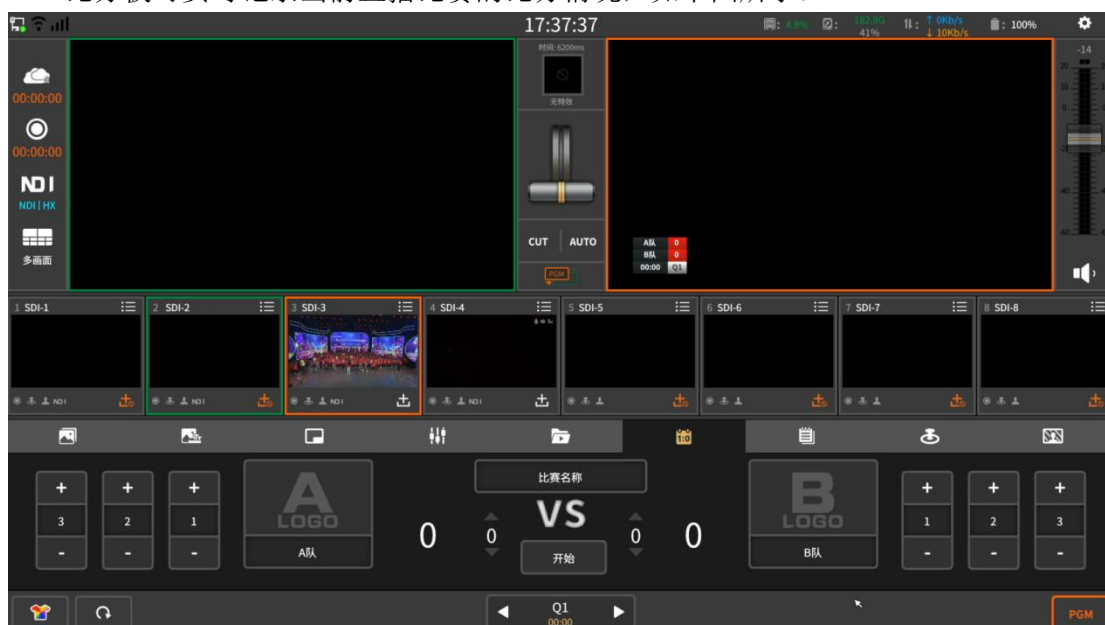 17:37:37
4.8%
182.9G
41%
↑ 0Kb/s
↓ 10Kb/s
100%
00:00:00
00:00:00
NDI
NDI | HX
多画面
时间: 6200ms
无特效
CUT
AUTO
PGM
A队 0
B队 0
00:00 Q1
-14
1 SDI-1
2 SDI-2
3 SDI-3
4 SDI-4
5 SDI-5
6 SDI-6
7 SDI-7
8 SDI-8
NDI
NDI
NDI
NDI
1:0
+ + +
3 2 1
- - -
A
LOGO
A队
0
0
比赛名称
VS
开始
0
0
B
LOGO
B队
+ + +
1 2 3
- - -
Q1
00:00
PGM